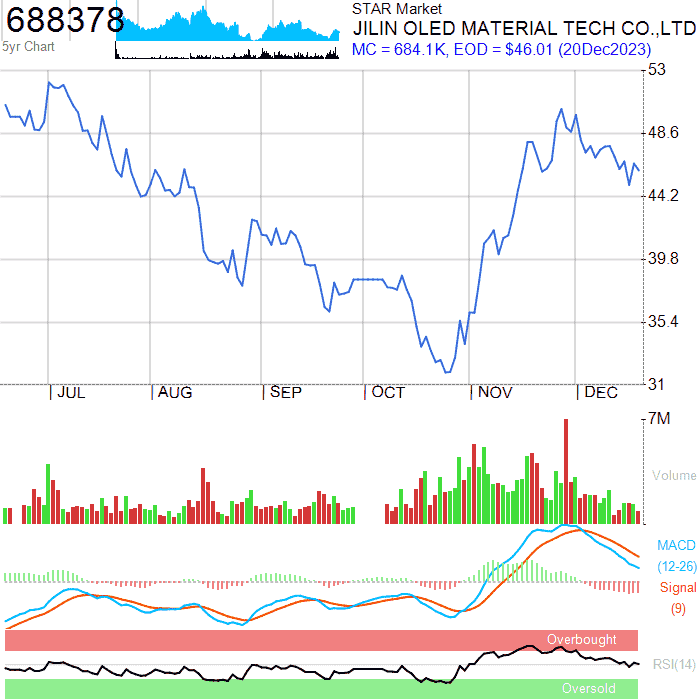 688378
5yr Chart
STAR Market
JILIN OLED MATERIAL TECH CO.,LTD
MC = 684.1K, EOD = $46.01 (20Dec2023)
53
48.6
44.2
39.8
35.4
31
JUL AUG SEP OCT NOV DEC
7M
Volume
MACD
(12-26)
Signal
(9)
Overbought
RSI(14)
Oversold